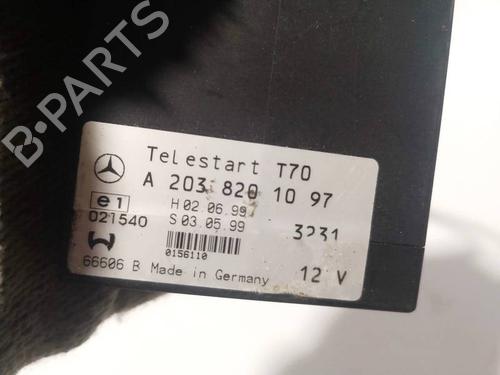 Telestart T70
A 203 820 10 97
e1
H 02.06.99
021540
S 03.05.99
3231
0156110
66606 B Made in Germany
12 V
B-PARTS